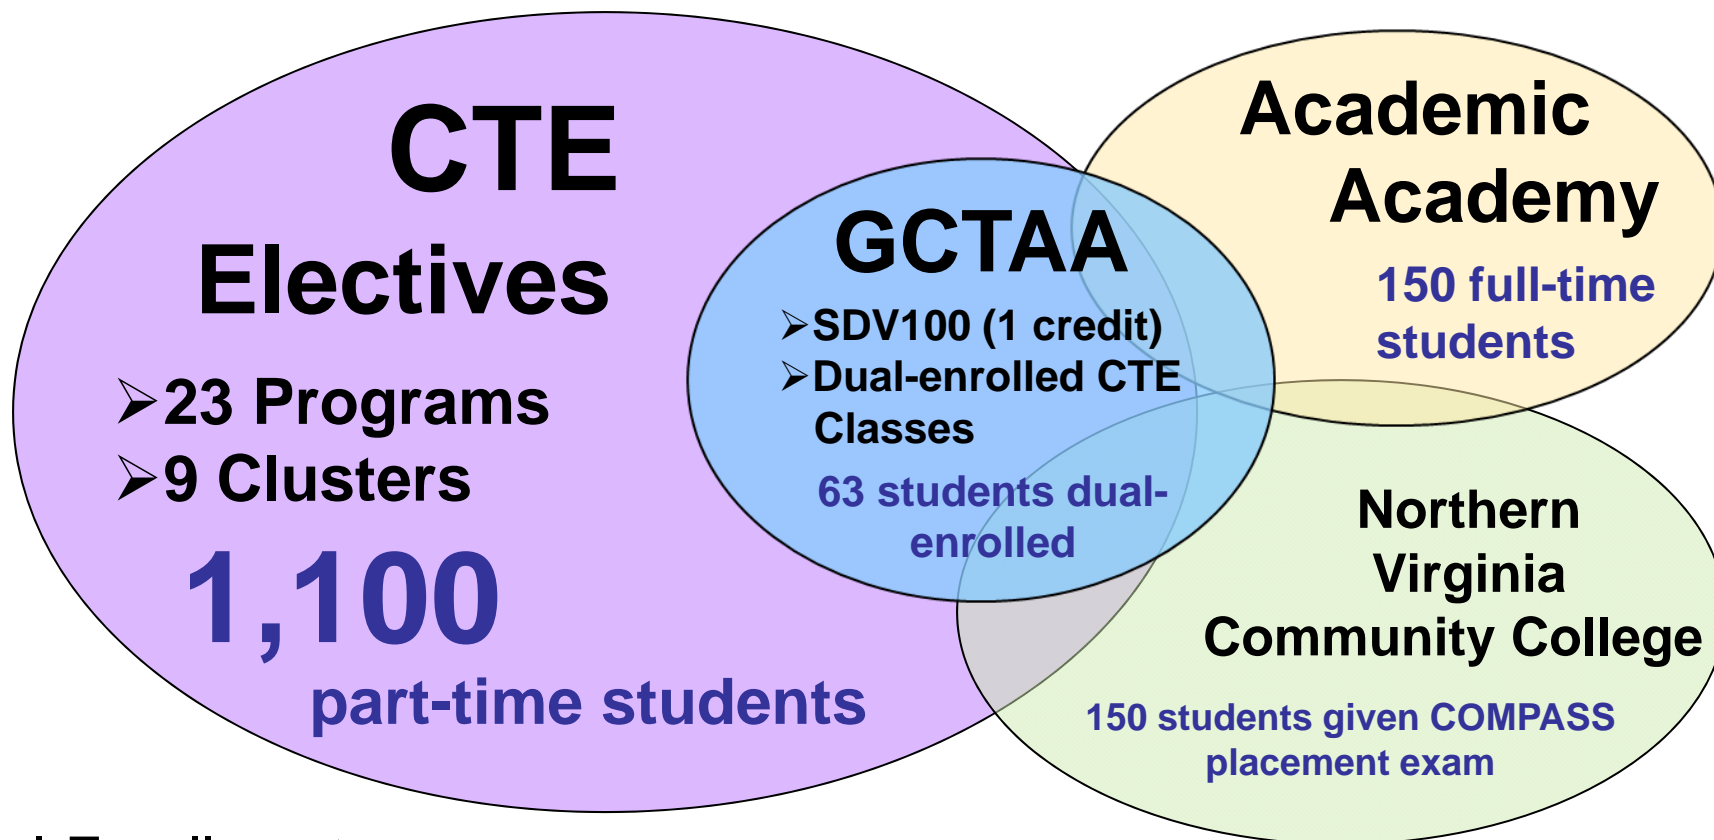 CTE
Electives
➢23 Programs
➢9 Clusters
1,100
part-time students
GCTAA
➢SDV100 (1 credit)
➢Dual-enrolled CTE
Classes
63 students dual-
enrolled
Academic
Academy
150 full-time
students
Northern
Virginia
Community College
150 students given COMPASS
placement exam